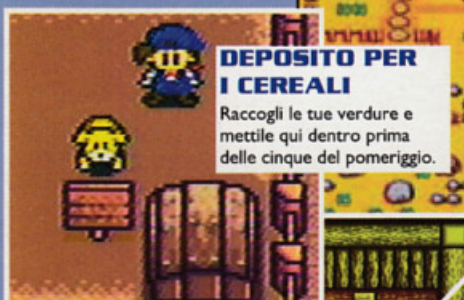 DEPOSITO PER
I CEREALI
Raccogli le tue verdure e
mettile qui dentro prima
delle cinque del pomeriggio.